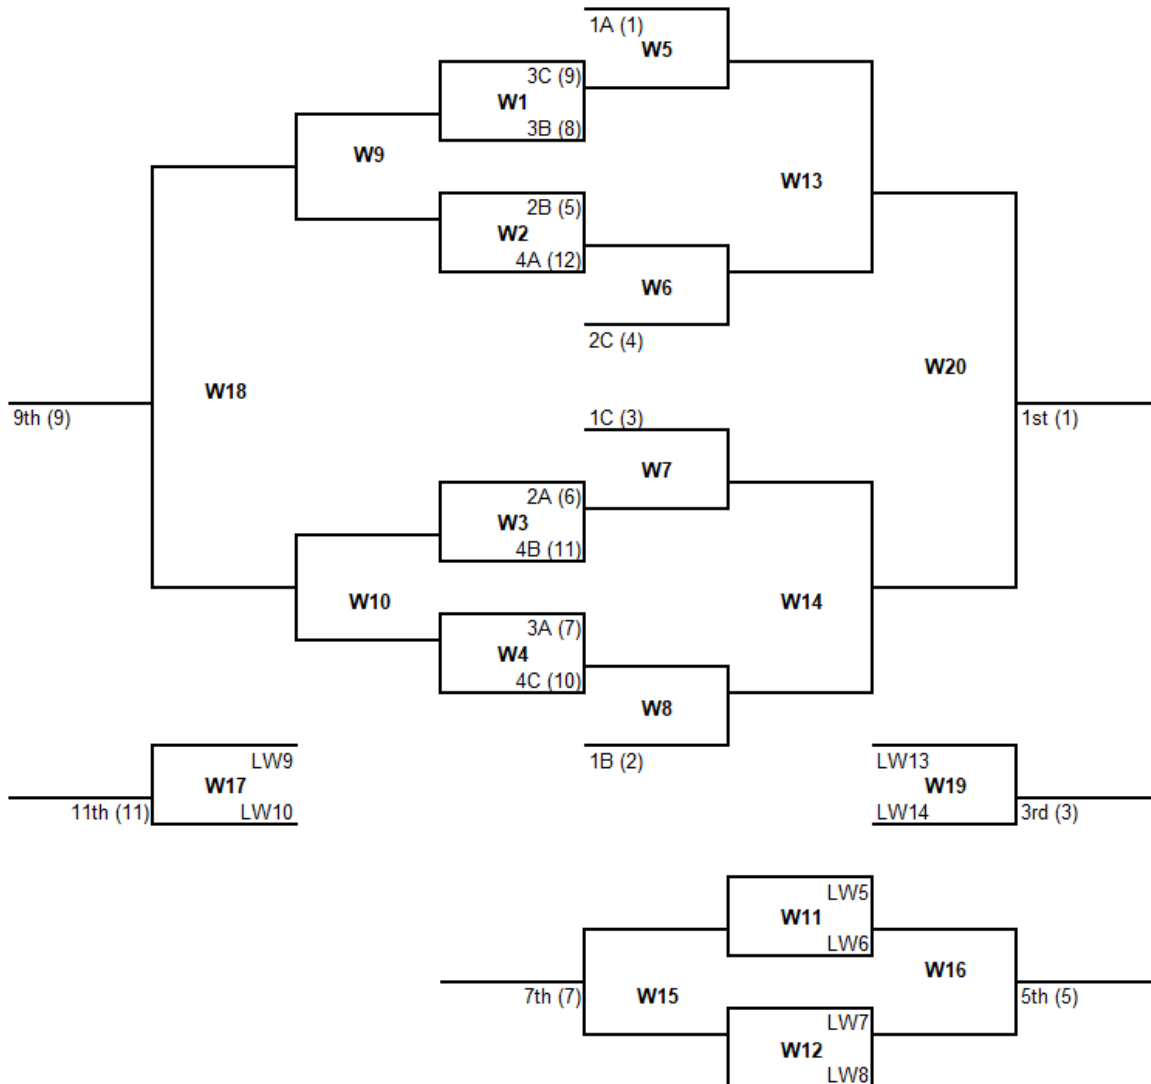 1A (1)
W5
3C (9)
W1
3B (8)
W9
W13
2B (5)
W2
4A (12)
W6
2C (4)
W20
W18
9th (9)
1C (3)
1st (1)
W7
2A (6)
W3
4B (11)
W10
W14
3A (7)
W4
4C (10)
W8
1B (2)
LW9
W17
LW10
11th (11)
LW13
W19
LW14
3rd (3)
LW5
W11
LW6
W16
W15
7th (7)
5th (5)
LW7
W12
LW8